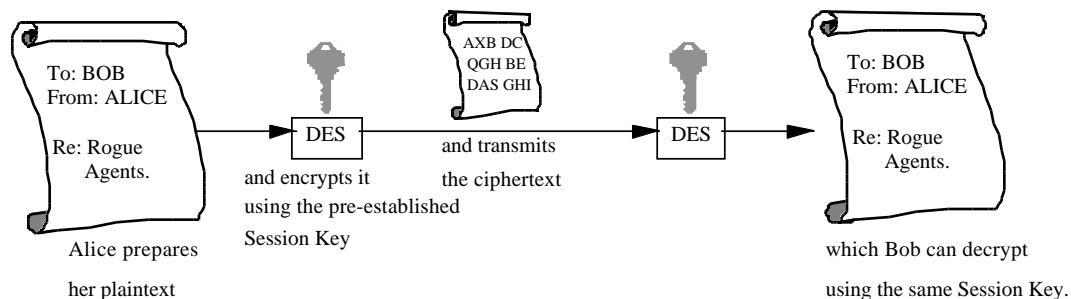 To: BOB
From: ALICE
Re: Rogue
Agents.
Alice prepares
her plaintext
DES
and encrypts it
using the pre-established
Session Key
AXB DC
QGH BE
DAS GHI
and transmits
the ciphertext
DES
To: BOB
From: ALICE
Re: Rogue
Agents.
which Bob can decrypt
using the same Session Key.